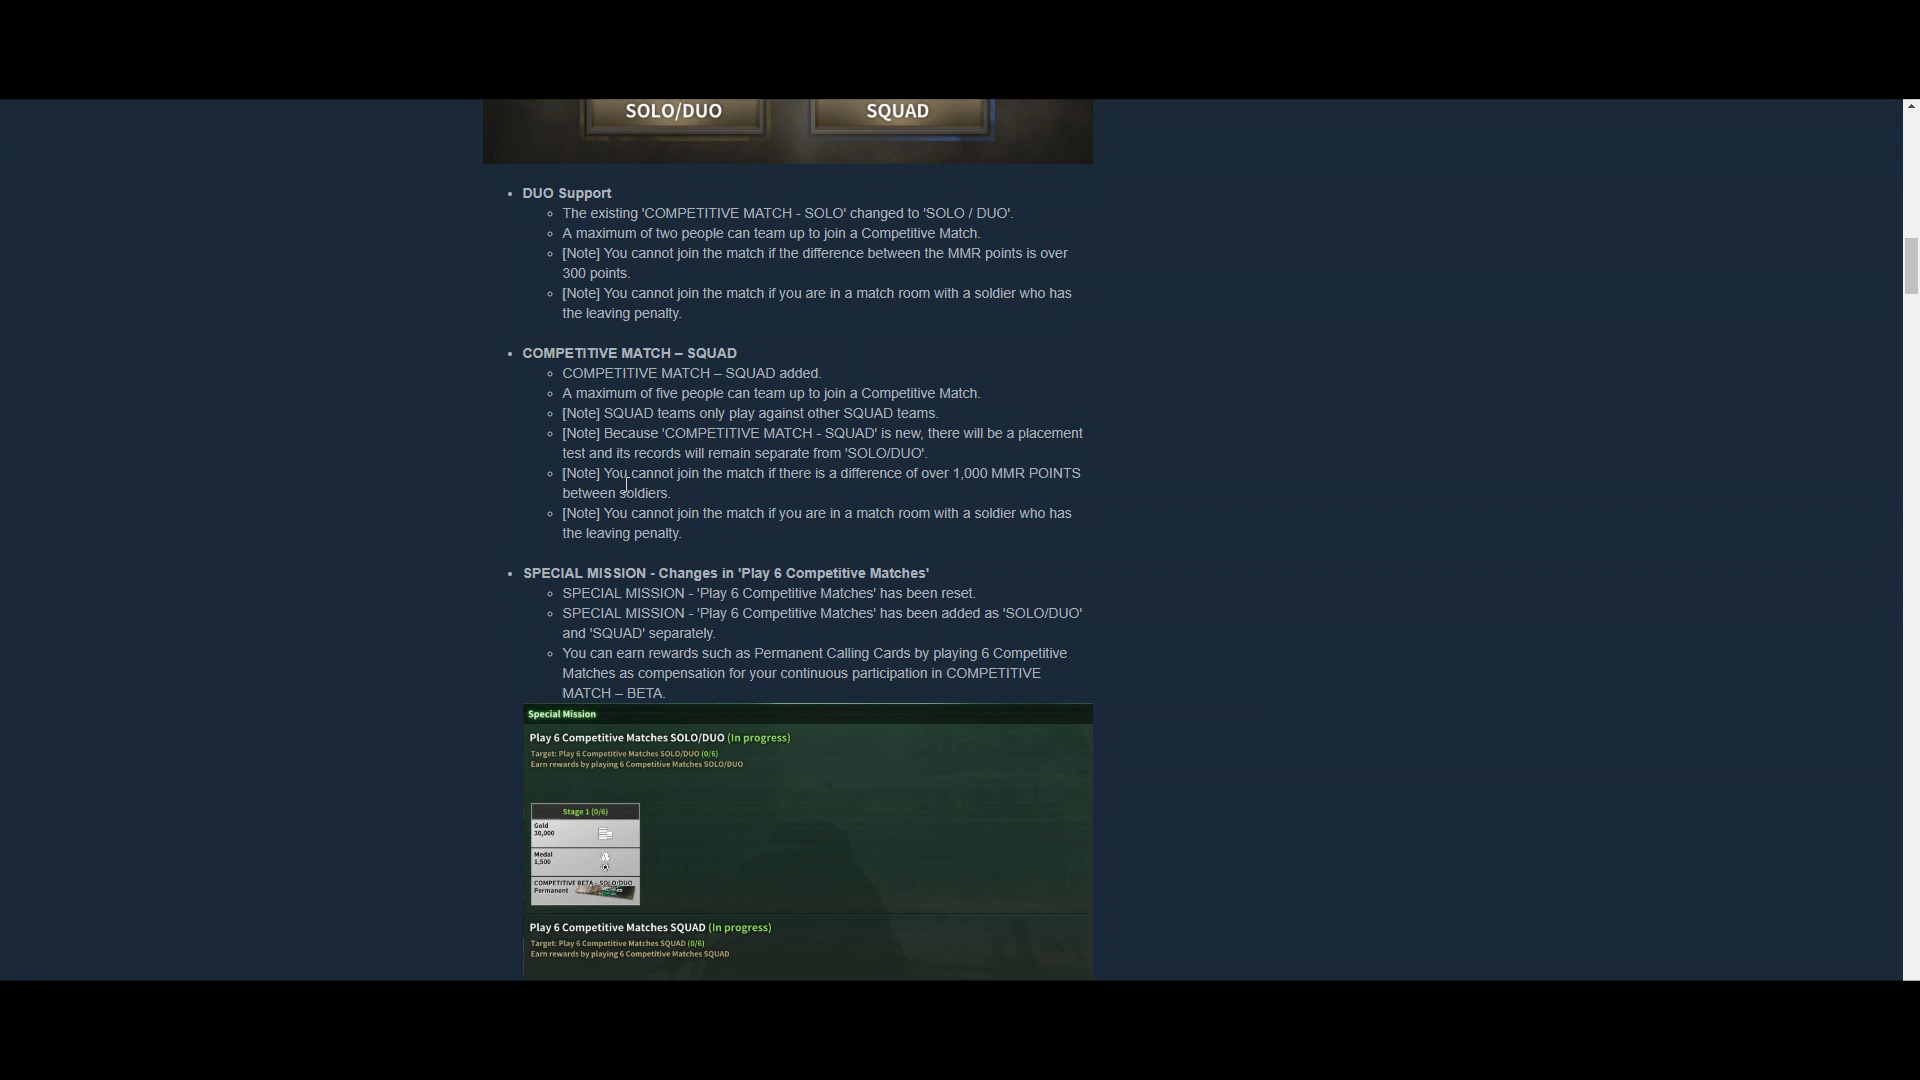 SOLO/DUO
SQUAD
DUO Support
The existing 'COMPETITIVE MATCH - SOLO' changed to 'SOLO / DUO'.
A maximum of two people can team up to join a Competitive Match.
[Note] You cannot join the match if the difference between the MMR points is over
300 points.
[Note] You cannot join the match if you are in a match room with a soldier who has
the leaving penalty.
COMPETITIVE MATCH – SQUAD
COMPETITIVE MATCH – SQUAD added.
A maximum of five people can team up to join a Competitive Match.
[Note] SQUAD teams only play against other SQUAD teams.
[Note] Because 'COMPETITIVE MATCH - SQUAD' is new, there will be a placement
test and its records will remain separate from 'SOLO/DUO'.
[Note] You cannot join the match if there is a difference of over 1,000 MMR POINTS
between soldiers.
[Note] You cannot join the match if you are in a match room with a soldier who has
the leaving penalty.
SPECIAL MISSION - Changes in 'Play 6 Competitive Matches'
SPECIAL MISSION - 'Play 6 Competitive Matches' has been reset.
SPECIAL MISSION - 'Play 6 Competitive Matches' has been added as 'SOLO/DUO'
and 'SQUAD' separately.
You can earn rewards such as Permanent Calling Cards by playing 6 Competitive
Matches as compensation for your continuous participation in COMPETITIVE
MATCH – BETA.
Special Mission
Play 6 Competitive Matches SOLO/DUO (In progress)
Target: Play 6 Competitive Matches SOLO/DUO (0/6)
Earn rewards by playing 6 Competitive Matches SOLO/DUO
Stage 1 (0/6)
Gold
30,000
Medal
1,500
COMPETITIVE BETA - SOLO/DUO
Permanent
Play 6 Competitive Matches SQUAD (In progress)
Target: Play 6 Competitive Matches SQUAD (0/6)
Earn rewards by playing 6 Competitive Matches SQUAD